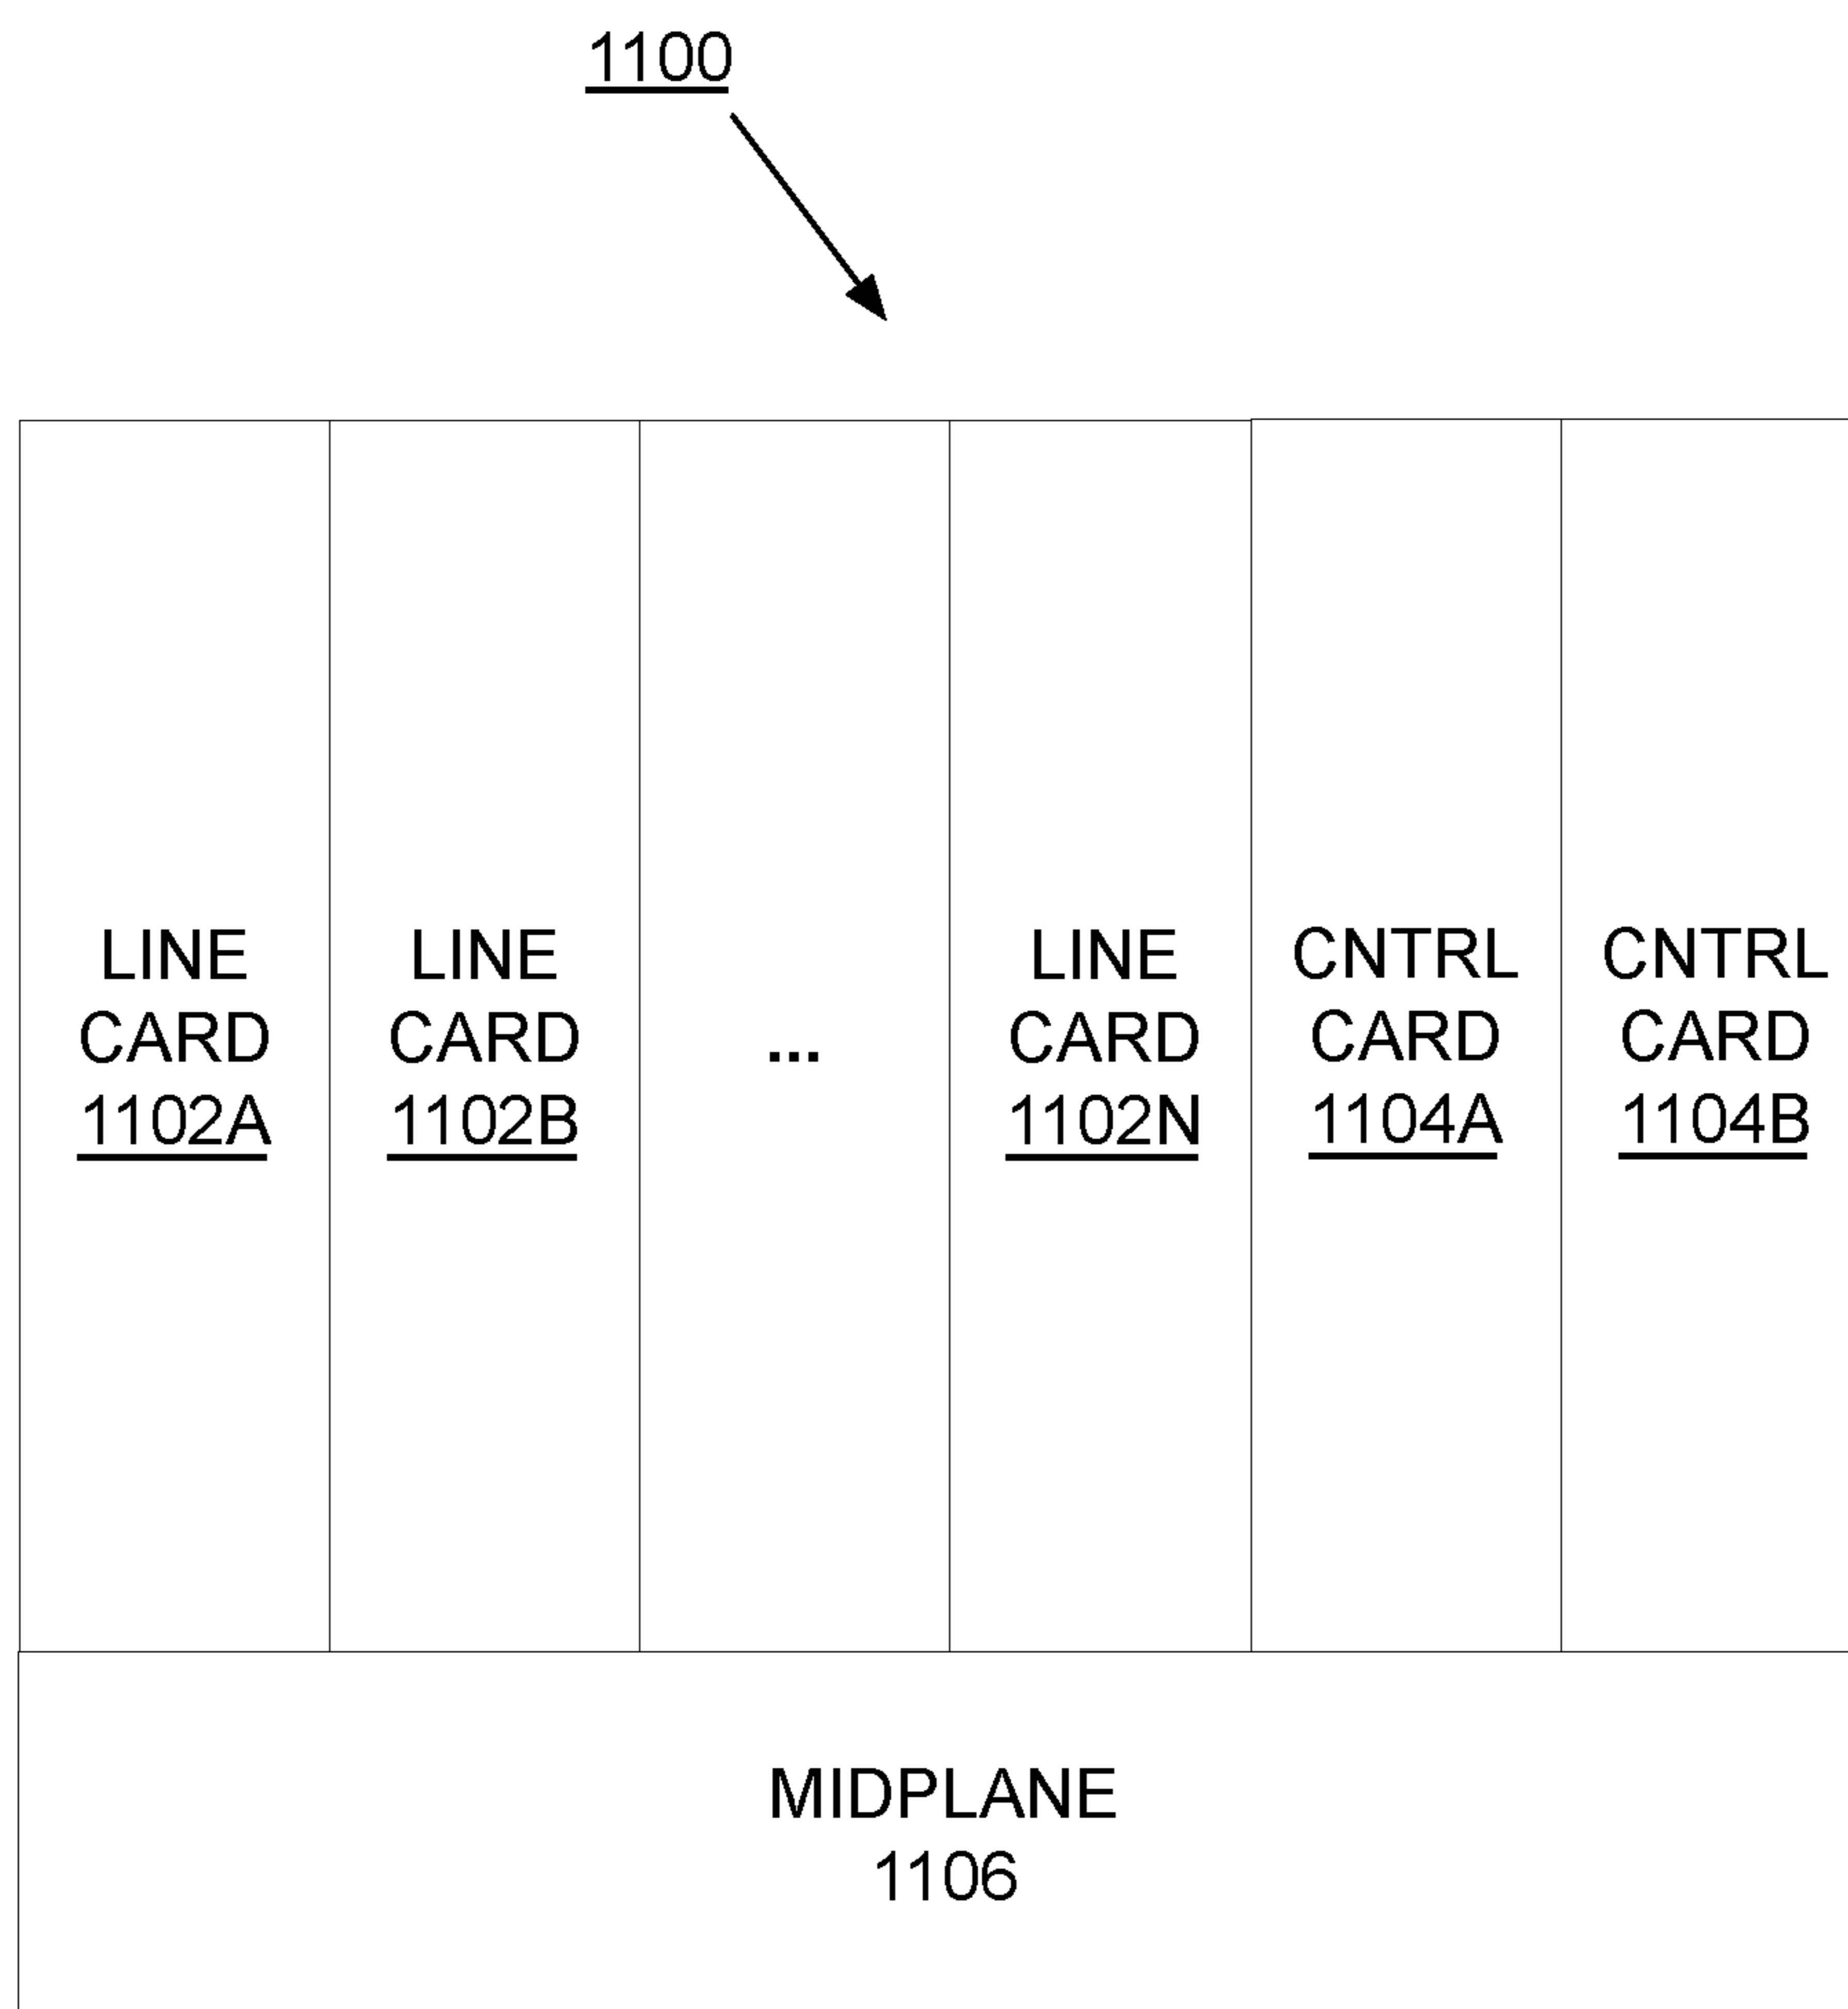 1100
LINE
CARD
1102A
LINE
CARD
1102B
...
LINE
CARD
1102N
CNTRL
CARD
1104A
CNTRL
CARD
1104B
MIDPLANE
1106